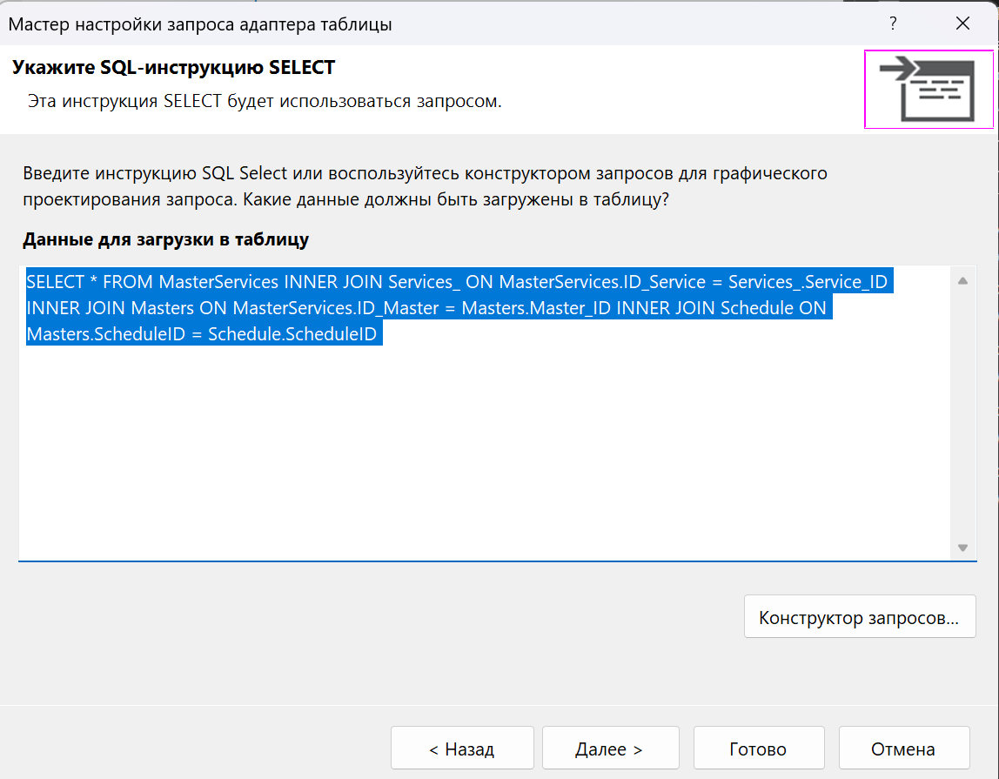 Мастер настройки запроса адаптера таблицы
?
Укажите SQL-инструкцию SELECT
Эта инструкция SELECT будет использоваться запросом.
Введите инструкцию SQL Select или воспользуйтесь конструктором запросов для графического
проектирования запроса. Какие данные должны быть загружены в таблицу?
Данные для загрузки в таблицу
SELECT * FROM MasterServices INNER JOIN Services_ ON MasterServices.ID_Service = Services_.Service_ID
INNER JOIN Masters ON MasterServices.ID_Master = Masters.Master_ID INNER JOIN Schedule ON
Masters.ScheduleID = Schedule.ScheduleID
Конструктор запросов...
< Назад
Далее >
Готово
Отмена